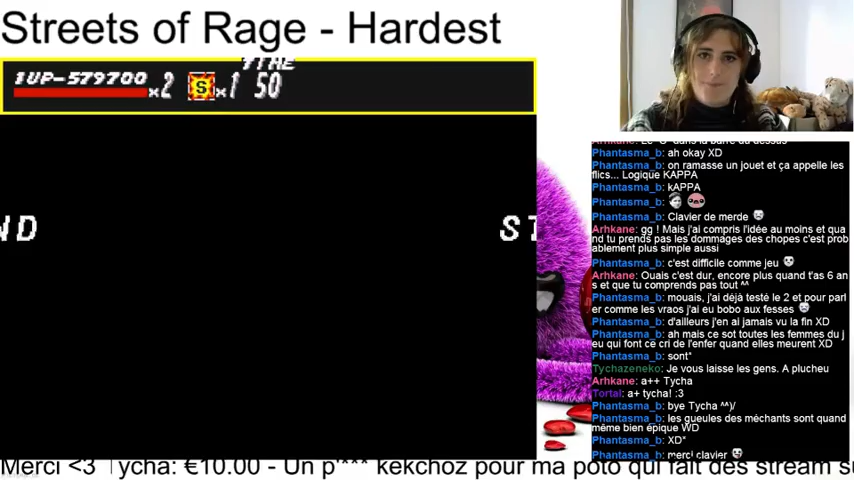 Streets of Rage - Hardest
TIME
1UP-579700
×2 S ×1 50
ND ST
Arhkane: Le "S" dans la barre du dessus
Phantasma_b: ah okay XD
Phantasma_b: on ramasse un jouet et ça appelle les
flics... Logique KAPPA
Phantasma_b: kAPPA
Phantasma_b:
Phantasma_b: Clavier de merde
Arhkane: gg ! Mais j'ai compris l'idée au moins et qua
nd tu prends pas les dommages des chopes c'est prob
ablement plus simple aussi
Phantasma_b: c'est difficile comme jeu
Arhkane: Ouais c'est dur, encore plus quand t'as 6 an
s et que tu comprends pas tout ^^
Phantasma_b: mouais, j'ai déjà testé le 2 et pour parl
er comme les vraos j'ai eu bobo aux fesses
Phantasma_b: d'ailleurs j'en ai jamais vu la fin XD
Phantasma_b: ah mais ce sot toutes les femmes du j
eu qui font ce cri de l'enfer quand elles meurent XD
Phantasma_b: sont*
Tychazeneko: Je vous laisse les gens. A plucheu
Arhkane: a++ Tycha
Tortai: a+ tycha! :3
Phantasma_b: bye Tycha ^^)/
Phantasma_b: les gueules des méchants sont quand
même bien épique WD
Phantasma_b: XD*
Phantasma_b: merci clavier
Merci <3 Tycha: €10.00 - Un p'*** kekchoz pour ma poto qui fait des stream su